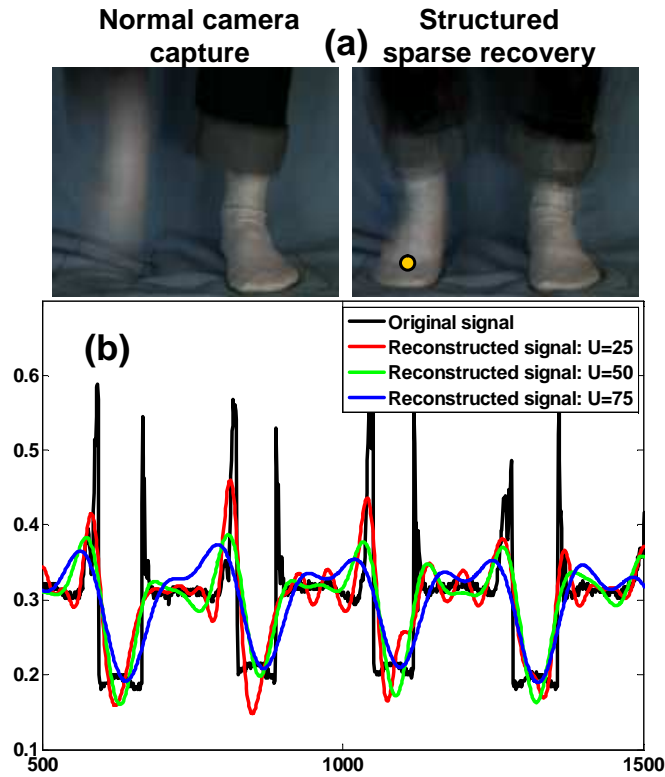 Normal camera
capture
(a)
Structured
sparse recovery
(b)
Original signal
Reconstructed signal: U=25
Reconstructed signal: U=50
Reconstructed signal: U=75
0.6
0.5
0.4
0.3
0.2
0.1
500
1000
1500